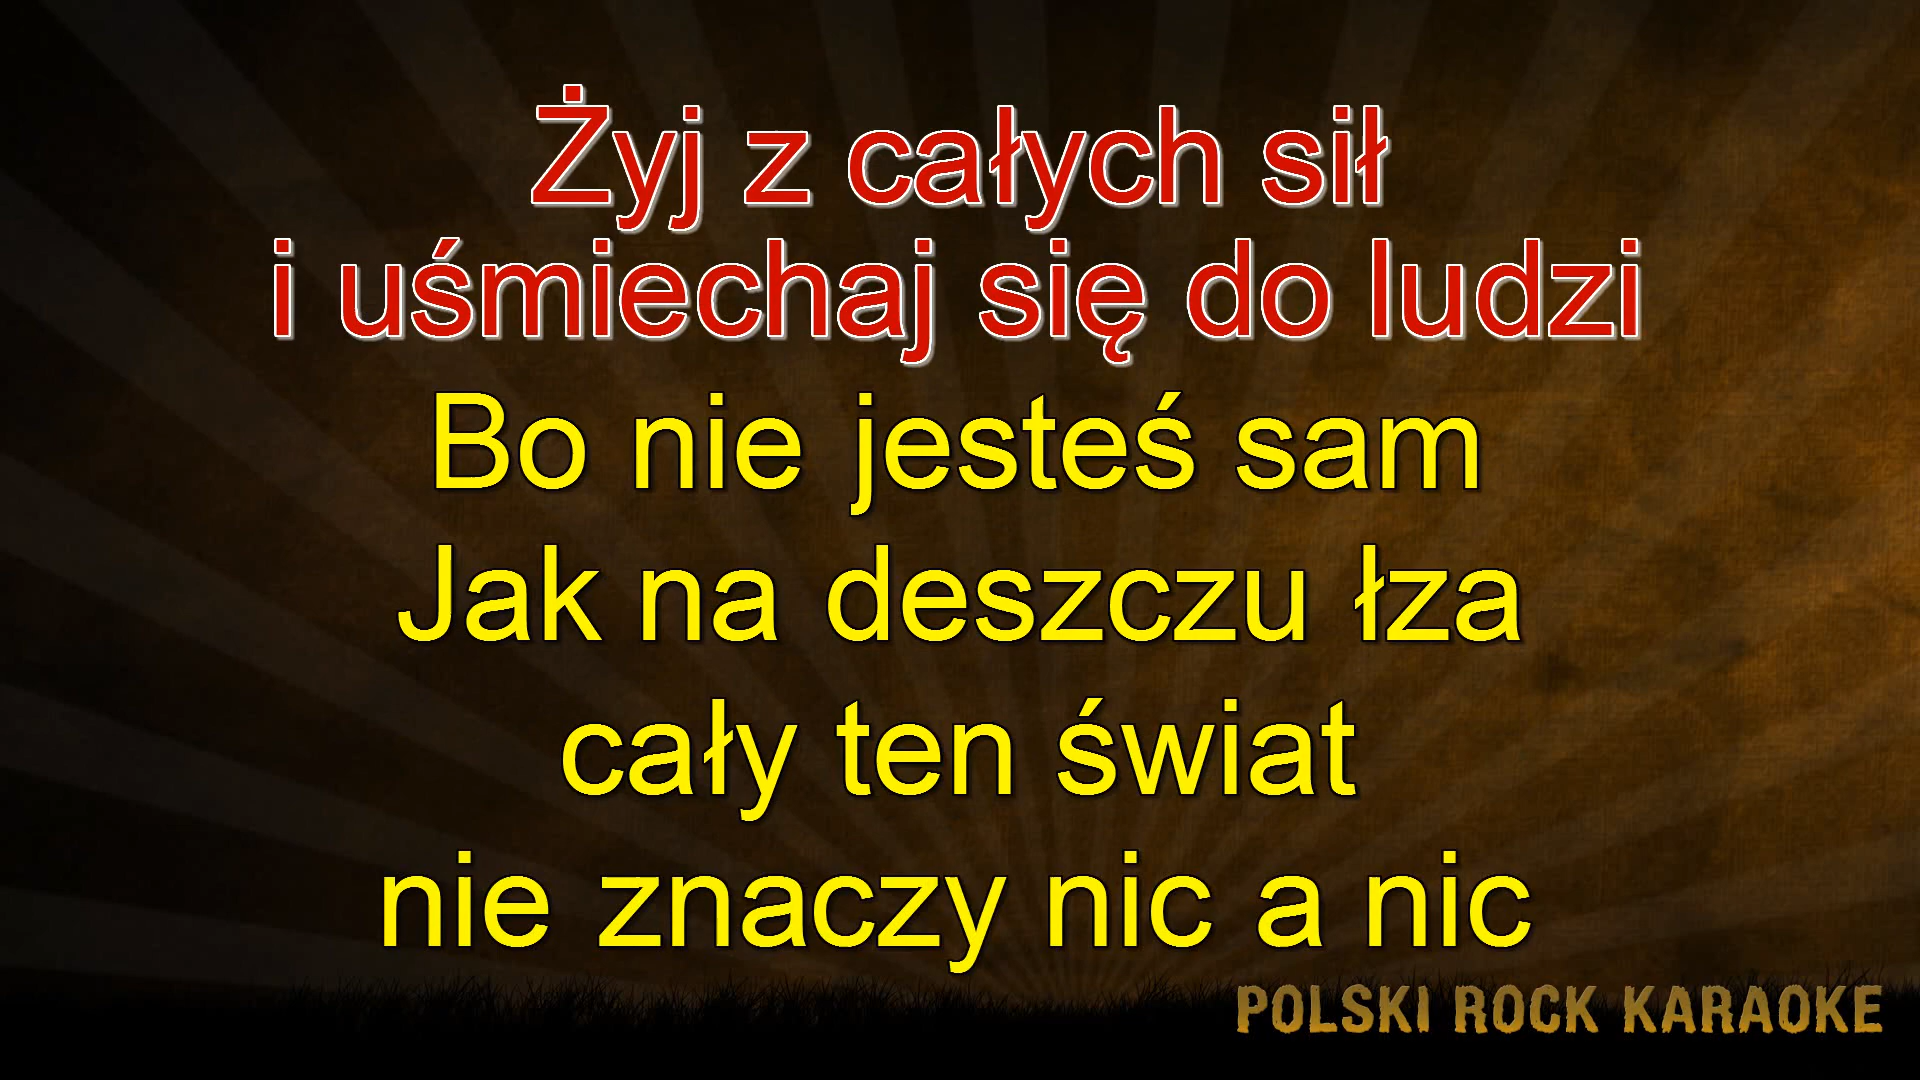 Żyj z całych sił
i uśmiechaj się do ludzi
Bo nie jesteś sam
Jak na deszczu łza
cały ten świat
nie znaczy nic a nic
POLSKI ROCK KARAOKE